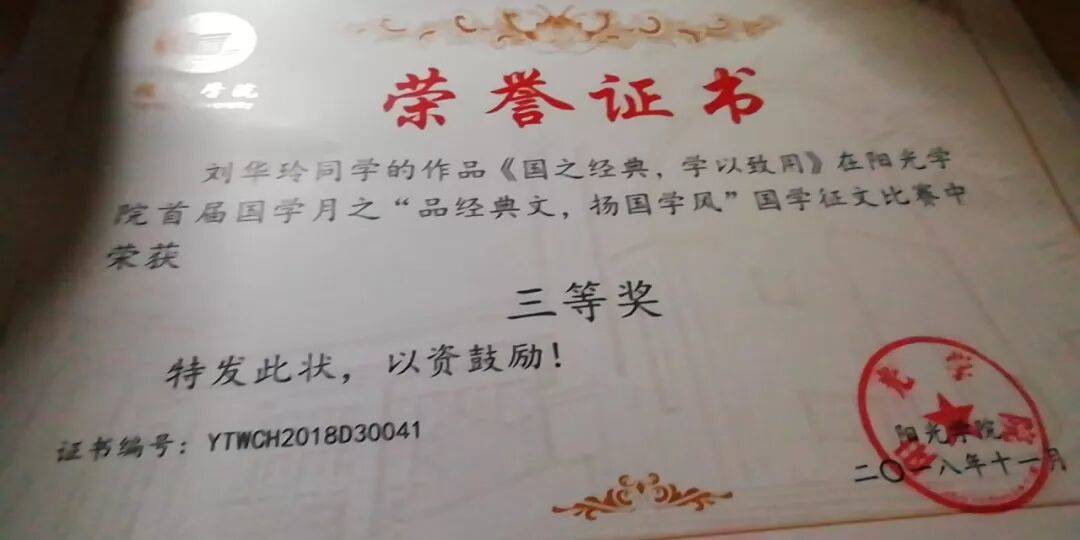 学院
荣誉证书
刘华玲同学的作品《国之经典，学以致用》在阳光学
院首届国学月之“品经典文，扬国学风”国学征文比赛中
荣获
三等奖
特发此状，以资鼓励！
证书编号：YTWCH2018D30041
阳光学院
二〇一八年十一月